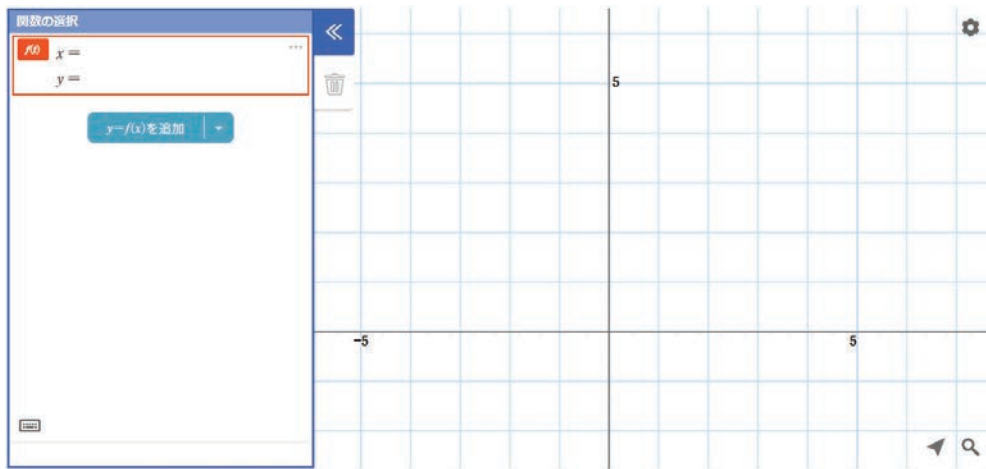 関数の選択
f(t) x =
y =
y=f(x)を追加
5
-5
5